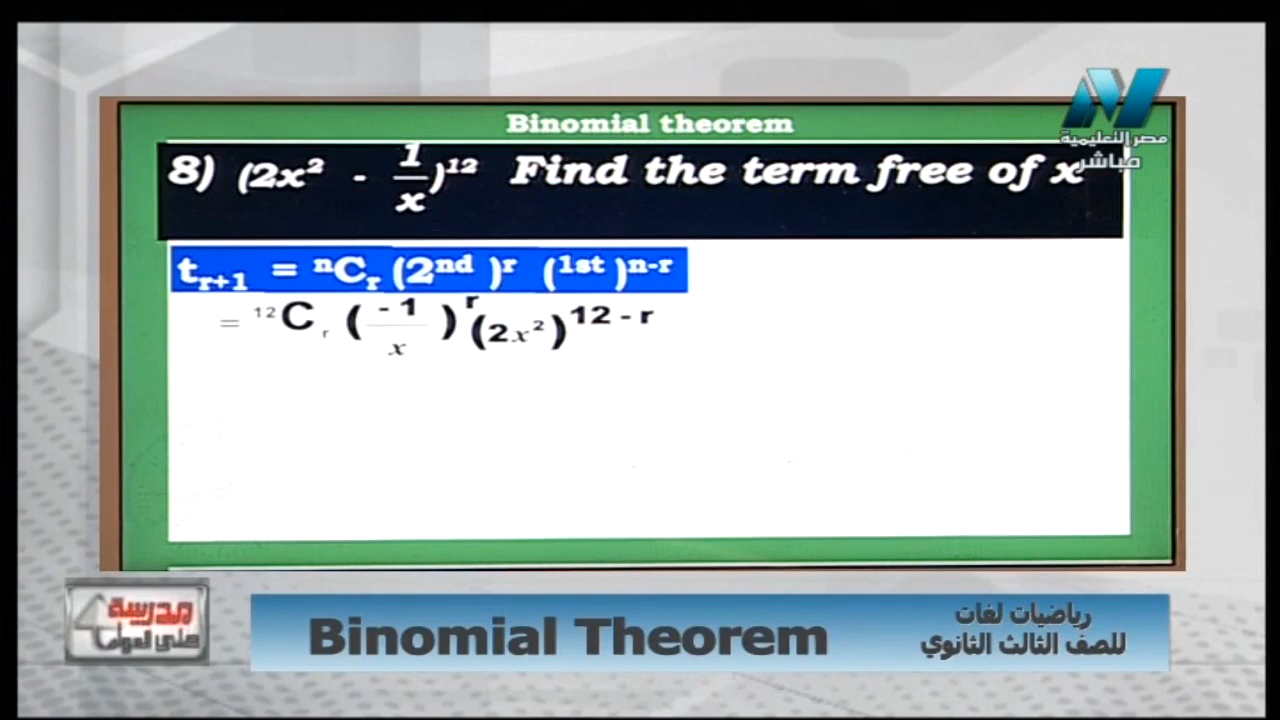 مصر التعليمية
مباشر
Binomial theorem
8) (2x² - 1/x)¹² Find the term free of x
tᵣ₊₁ = ⁿCᵣ (2ⁿᵈ )ʳ (1ˢᵗ )ⁿ⁻ʳ
= ¹²Cᵣ (-1/x)ʳ (2x²)¹²⁻ʳ
مدرسة
على الهواء
Binomial Theorem
رياضيات لغات
للصف الثالث الثانوي